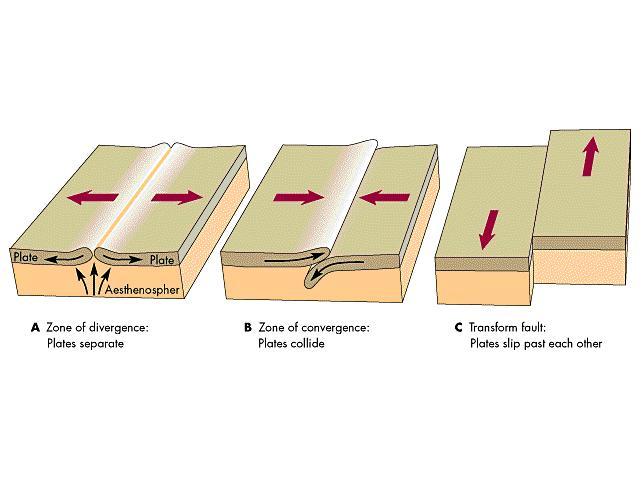 Plate
Plate
Aesthenospher
A Zone of divergence:
Plates separate
B Zone of convergence:
Plates collide
C Transform fault:
Plates slip past each other